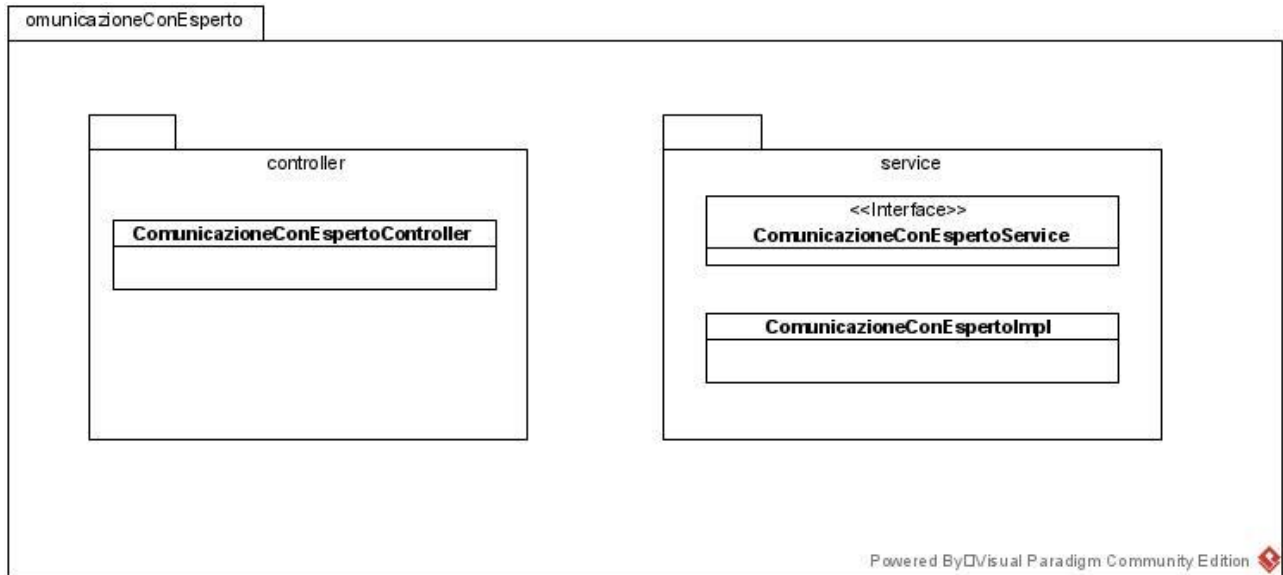 omunicazioneConEsperto
controller
ComunicazioneConEspertoController
service
<<Interface>>
ComunicazioneConEspertoService
ComunicazioneConEspertoImpl
Powered By□Visual Paradigm Community Edition